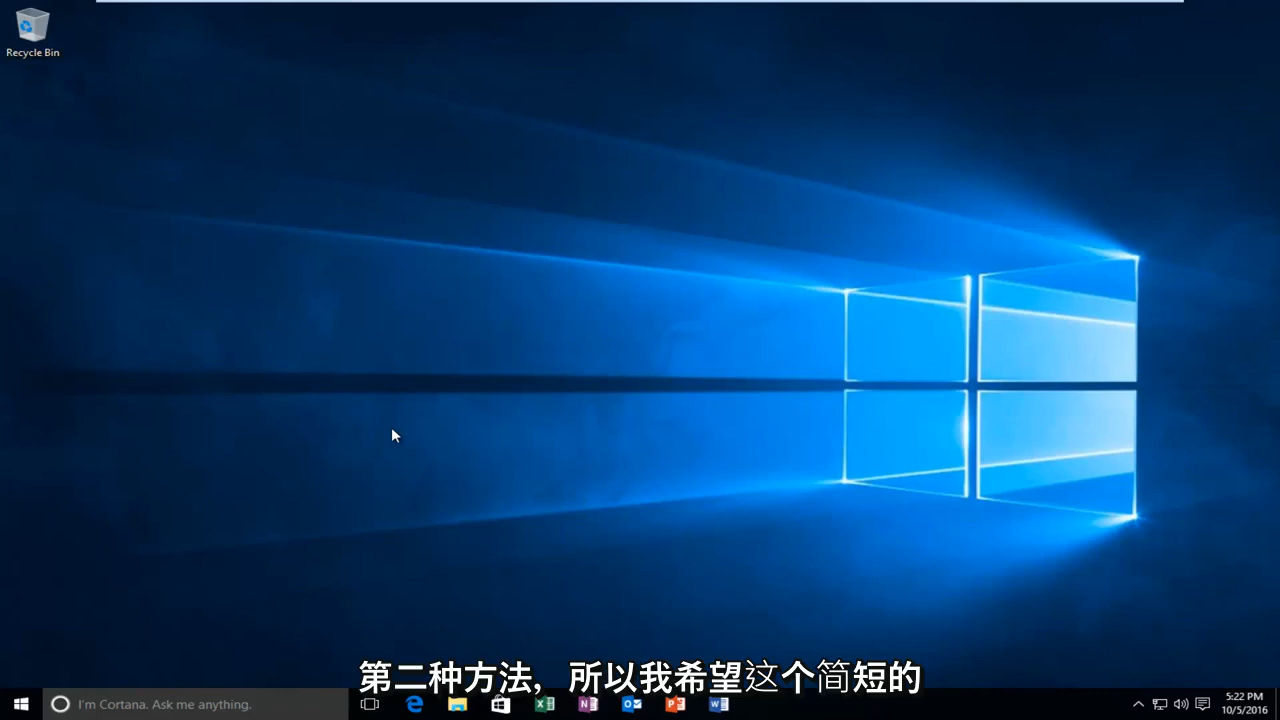 Recycle Bin
第二种方法，所以我希望这个简短的
I'm Cortana. Ask me anything.
5:22 PM
10/5/2016